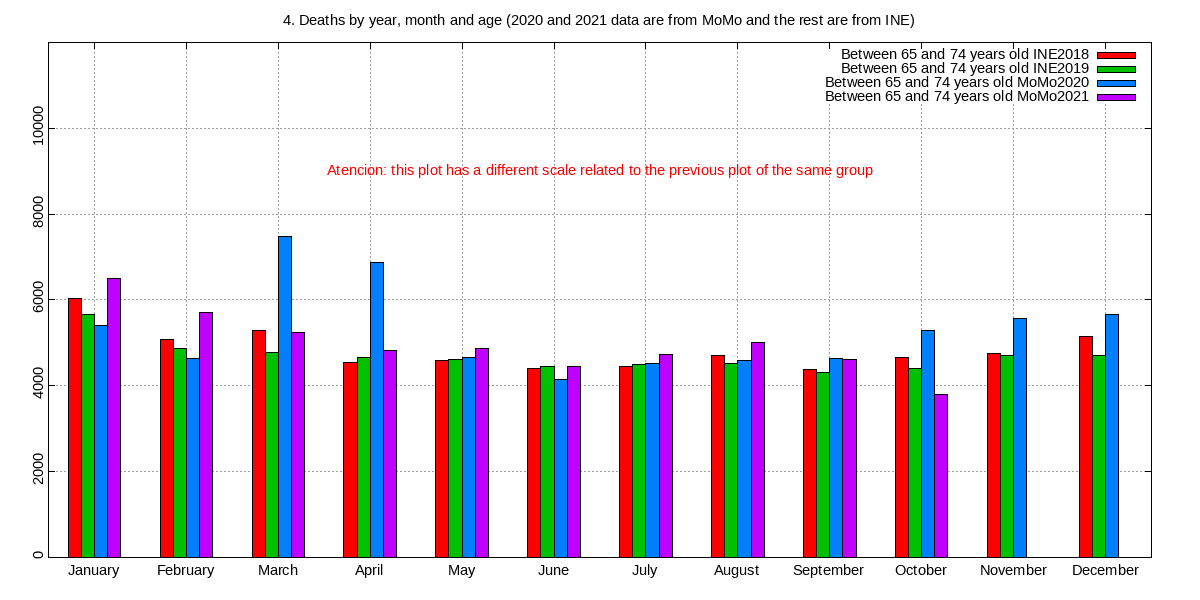 4. Deaths by year, month and age (2020 and 2021 data are from MoMo and the rest are from INE)
Between 65 and 74 years old INE2018
Between 65 and 74 years old INE2019
Between 65 and 74 years old MoMo2020
Between 65 and 74 years old MoMo2021
10000
Atencion: this plot has a different scale related to the previous plot of the same group
8000
6000
4000
2000
0
January February March April May June July August September October November December